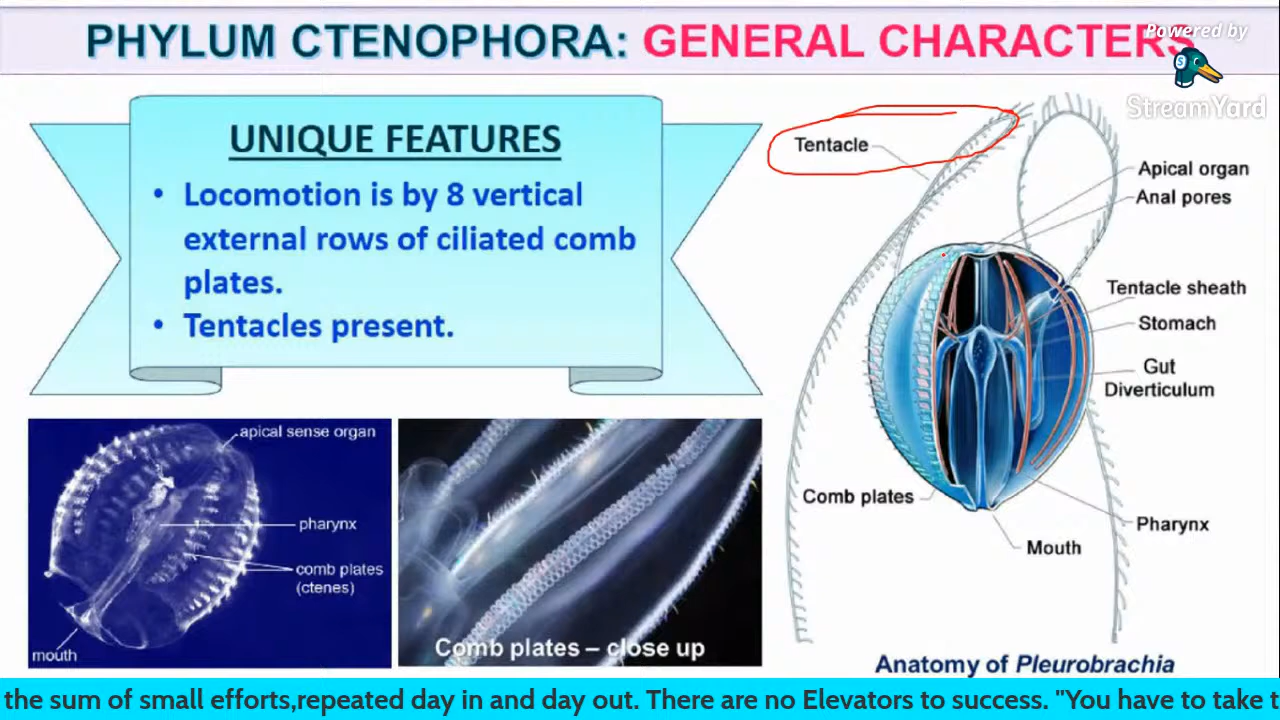 PHYLUM CTENOPHORA: GENERAL CHARACTERS
Powered by
StreamYard
UNIQUE FEATURES
• Locomotion is by 8 vertical
external rows of ciliated comb
plates.
• Tentacles present.
Tentacle
Apical organ
Anal pores
Tentacle sheath
Stomach
Gut
Diverticulum
Comb plates
Pharynx
Mouth
Anatomy of Pleurobrachia
apical sense organ
pharynx
comb plates
(ctenes)
mouth
Comb plates – close up
the sum of small efforts,repeated day in and day out. There are no Elevators to success. "You have to take t